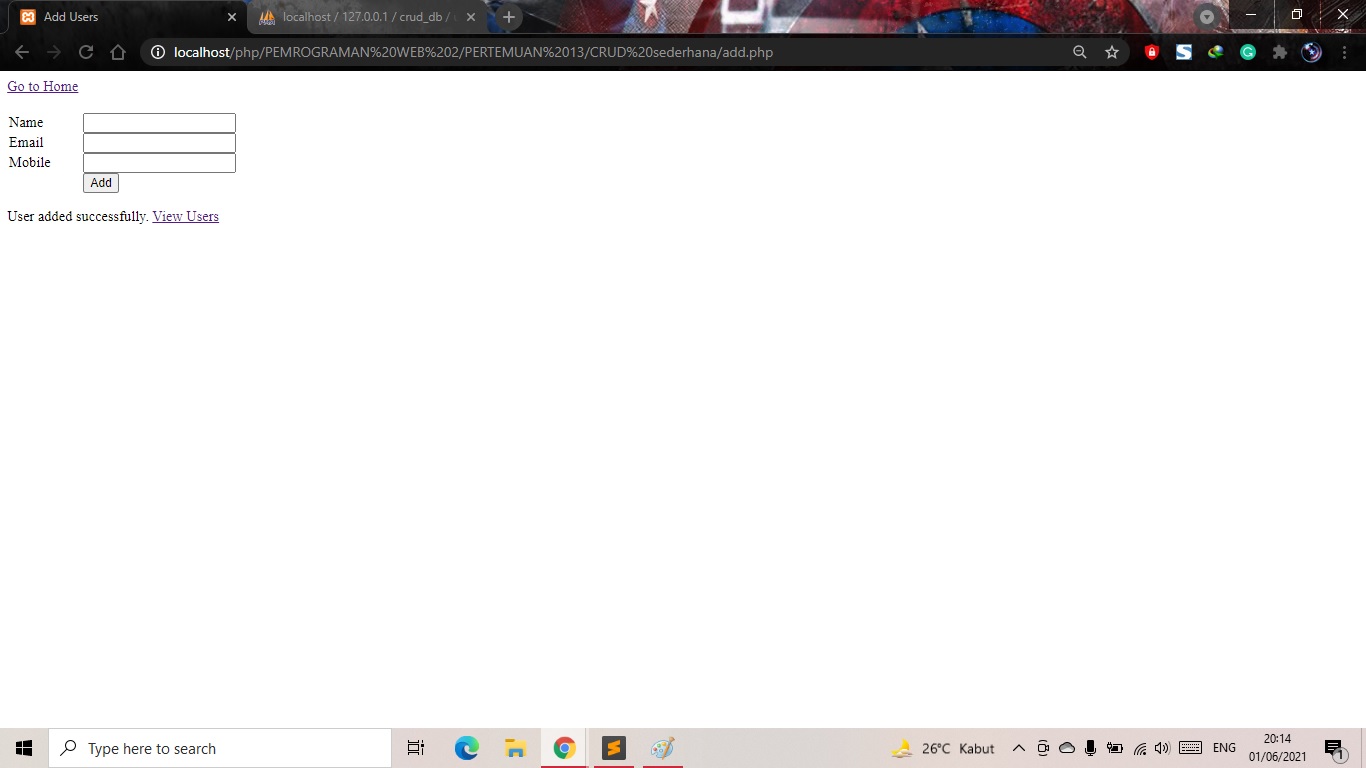 Add Users
localhost / 127.0.0.1 / crud_db /
localhost/php/PEMROGRAMAN%20WEB%202/PERTEMUAN%2013/CRUD%20sederhana/add.php
Go to Home
Name
Email
Mobile
Add
User added successfully. View Users
Type here to search
26°C Kabut
ENG
20:14
01/06/2021
1